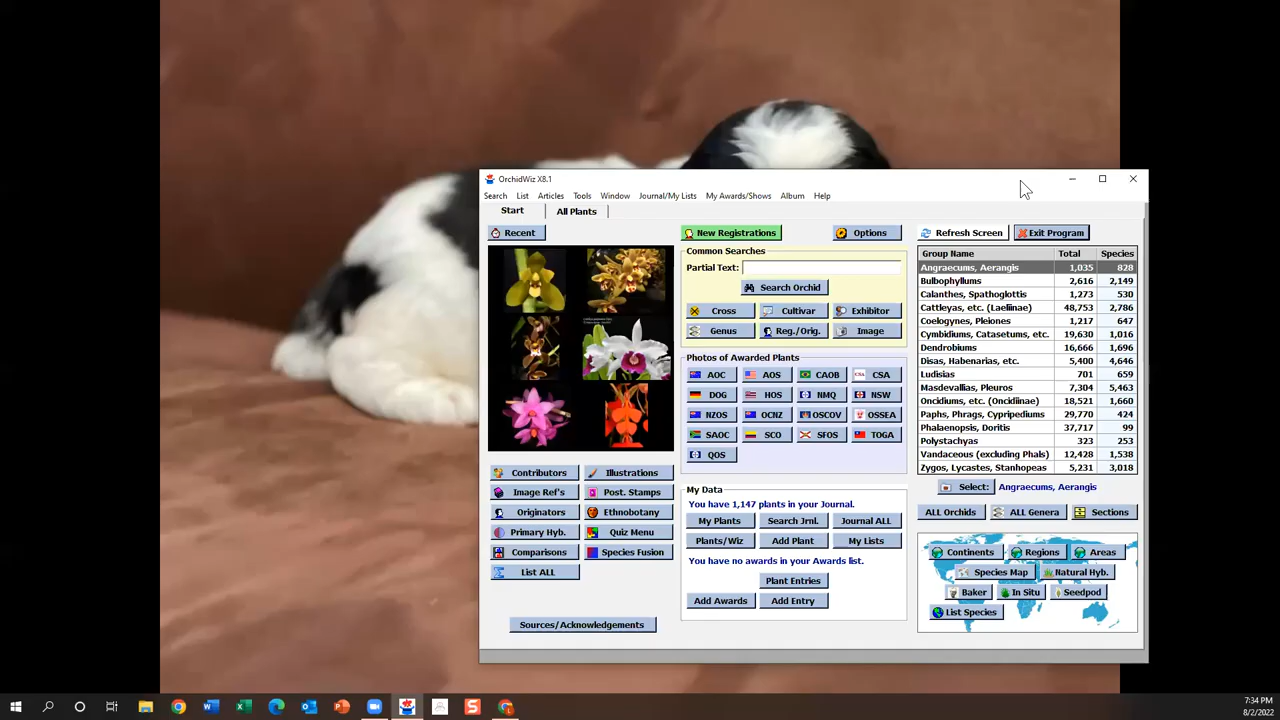 OrchidWiz X8.1
Search List Articles Tools Window Journal/My Lists My Awards/Shows Album Help
Start All Plants
Recent
New Registrations
Options
Refresh Screen
Exit Program
Common Searches
Partial Text:
Search Orchid
Cross Cultivar Exhibitor
Genus Reg./Orig. Image
Photos of Awarded Plants
AOC AOS CAOB CSA
DOG HOS NMQ NSW
NZOS OCNZ OSCOV OSSEA
SAOC SCO SFOS TOGA
QOS
Group Name Total Species
Angraecums, Aerangis 1,035 828
Bulbophyllums 2,616 2,149
Calanthes, Spathoglottis 1,273 530
Cattleyas, etc. (Laeliinae) 48,753 2,786
Coelogynes, Pleiones 1,217 647
Cymbidiums, Catasetums, etc. 19,630 1,016
Dendrobiums 16,666 1,696
Disas, Habenarias, etc. 5,400 4,646
Ludisias 701 659
Masdevallias, Pleuros 7,304 5,463
Oncidiums, etc. (Oncidiinae) 18,521 1,660
Paphs, Phrags, Cypripediums 29,770 424
Phalaenopsis, Doritis 37,717 99
Polystachyas 323 253
Vandaceous (excluding Phals) 12,428 1,538
Zygos, Lycastes, Stanhopeas 5,231 3,018
Select: Angraecums, Aerangis
ALL Orchids ALL Genera Sections
Contributors Illustrations
Image Ref's Post. Stamps
Originators Ethnobotany
Primary Hyb. Quiz Menu
Comparisons Species Fusion
List ALL
Sources/Acknowledgements
My Data
You have 1,147 plants in your Journal.
My Plants Search Jrnl. Journal ALL
Plants/Wiz Add Plant My Lists
You have no awards in your Awards list.
Plant Entries
Add Awards Add Entry
Continents Regions Areas
Species Map Natural Hyb.
Baker In Situ Seedpod
List Species
7:34 PM
8/2/2022